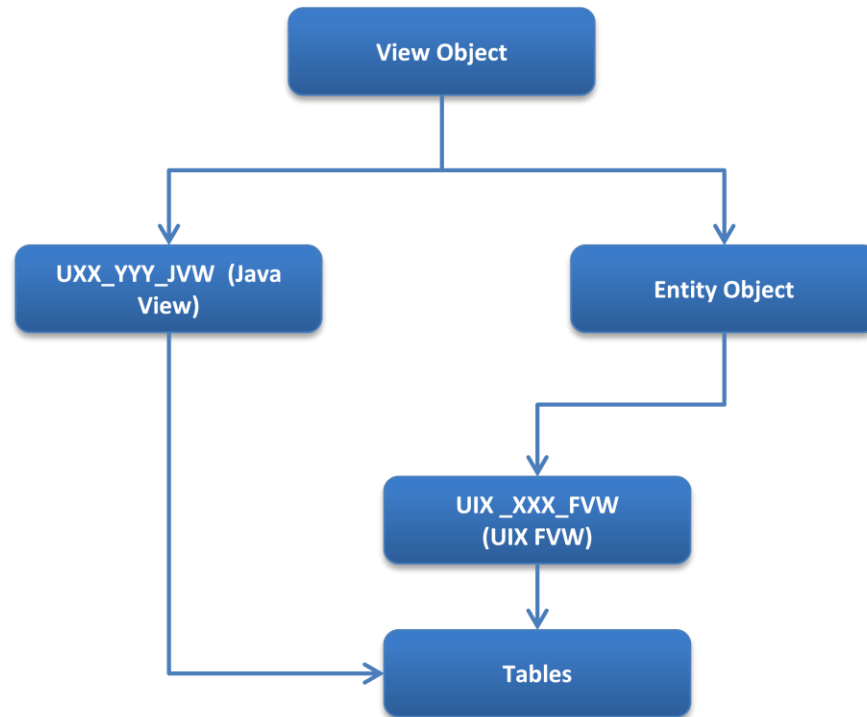 View Object
UXX_YYY_JVW (Java
View)
Entity Object
UIX _XXX_FVW
(UIX FVW)
Tables